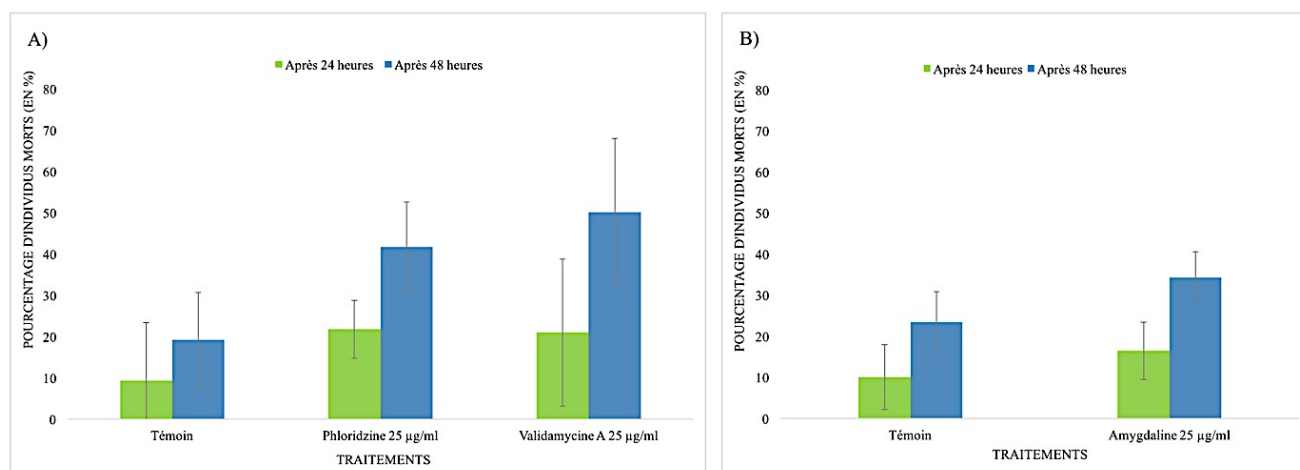 A)
Après 24 heures Après 48 heures
POURCENTAGE D'INDIVIDUS MORTS (EN %)
80
70
60
50
40
30
20
10
0
Témoin Phloridzine 25 µg/ml Validamycine A 25 µg/ml
TRAITEMENTS
B)
Après 24 heures Après 48 heures
POURCENTAGE D'INDIVIDUS MORTS (EN %)
80
70
60
50
40
30
20
10
0
Témoin Amygdaline 25 µg/ml
TRAITEMENTS